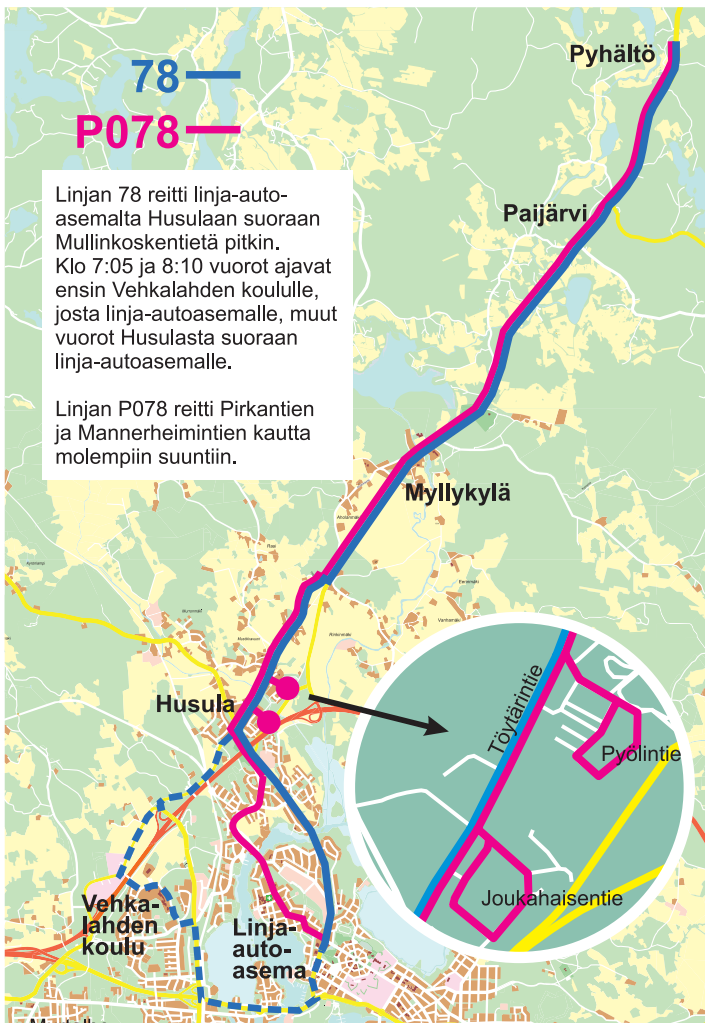 78
P078
Linjan 78 reitti linja-auto-
asemalta Husulaan suoraan
Mullinkoskentietä pitkin.
Klo 7:05 ja 8:10 vuorot ajavat
ensin Vehkalahden koululle,
josta linja-autoasemalle, muut
vuorot Husulasta suoraan
linja-autoasemalle.
Linjan P078 reitti Pirkantien
ja Mannerheimintien kautta
molempiin suuntiin.
Pyhältö
Paijärvi
Myllykylä
Husula
Töytärintie
Pyölintie
Joukahaisentie
Vehka-
lahden
koulu
Linja-
auto-
asema